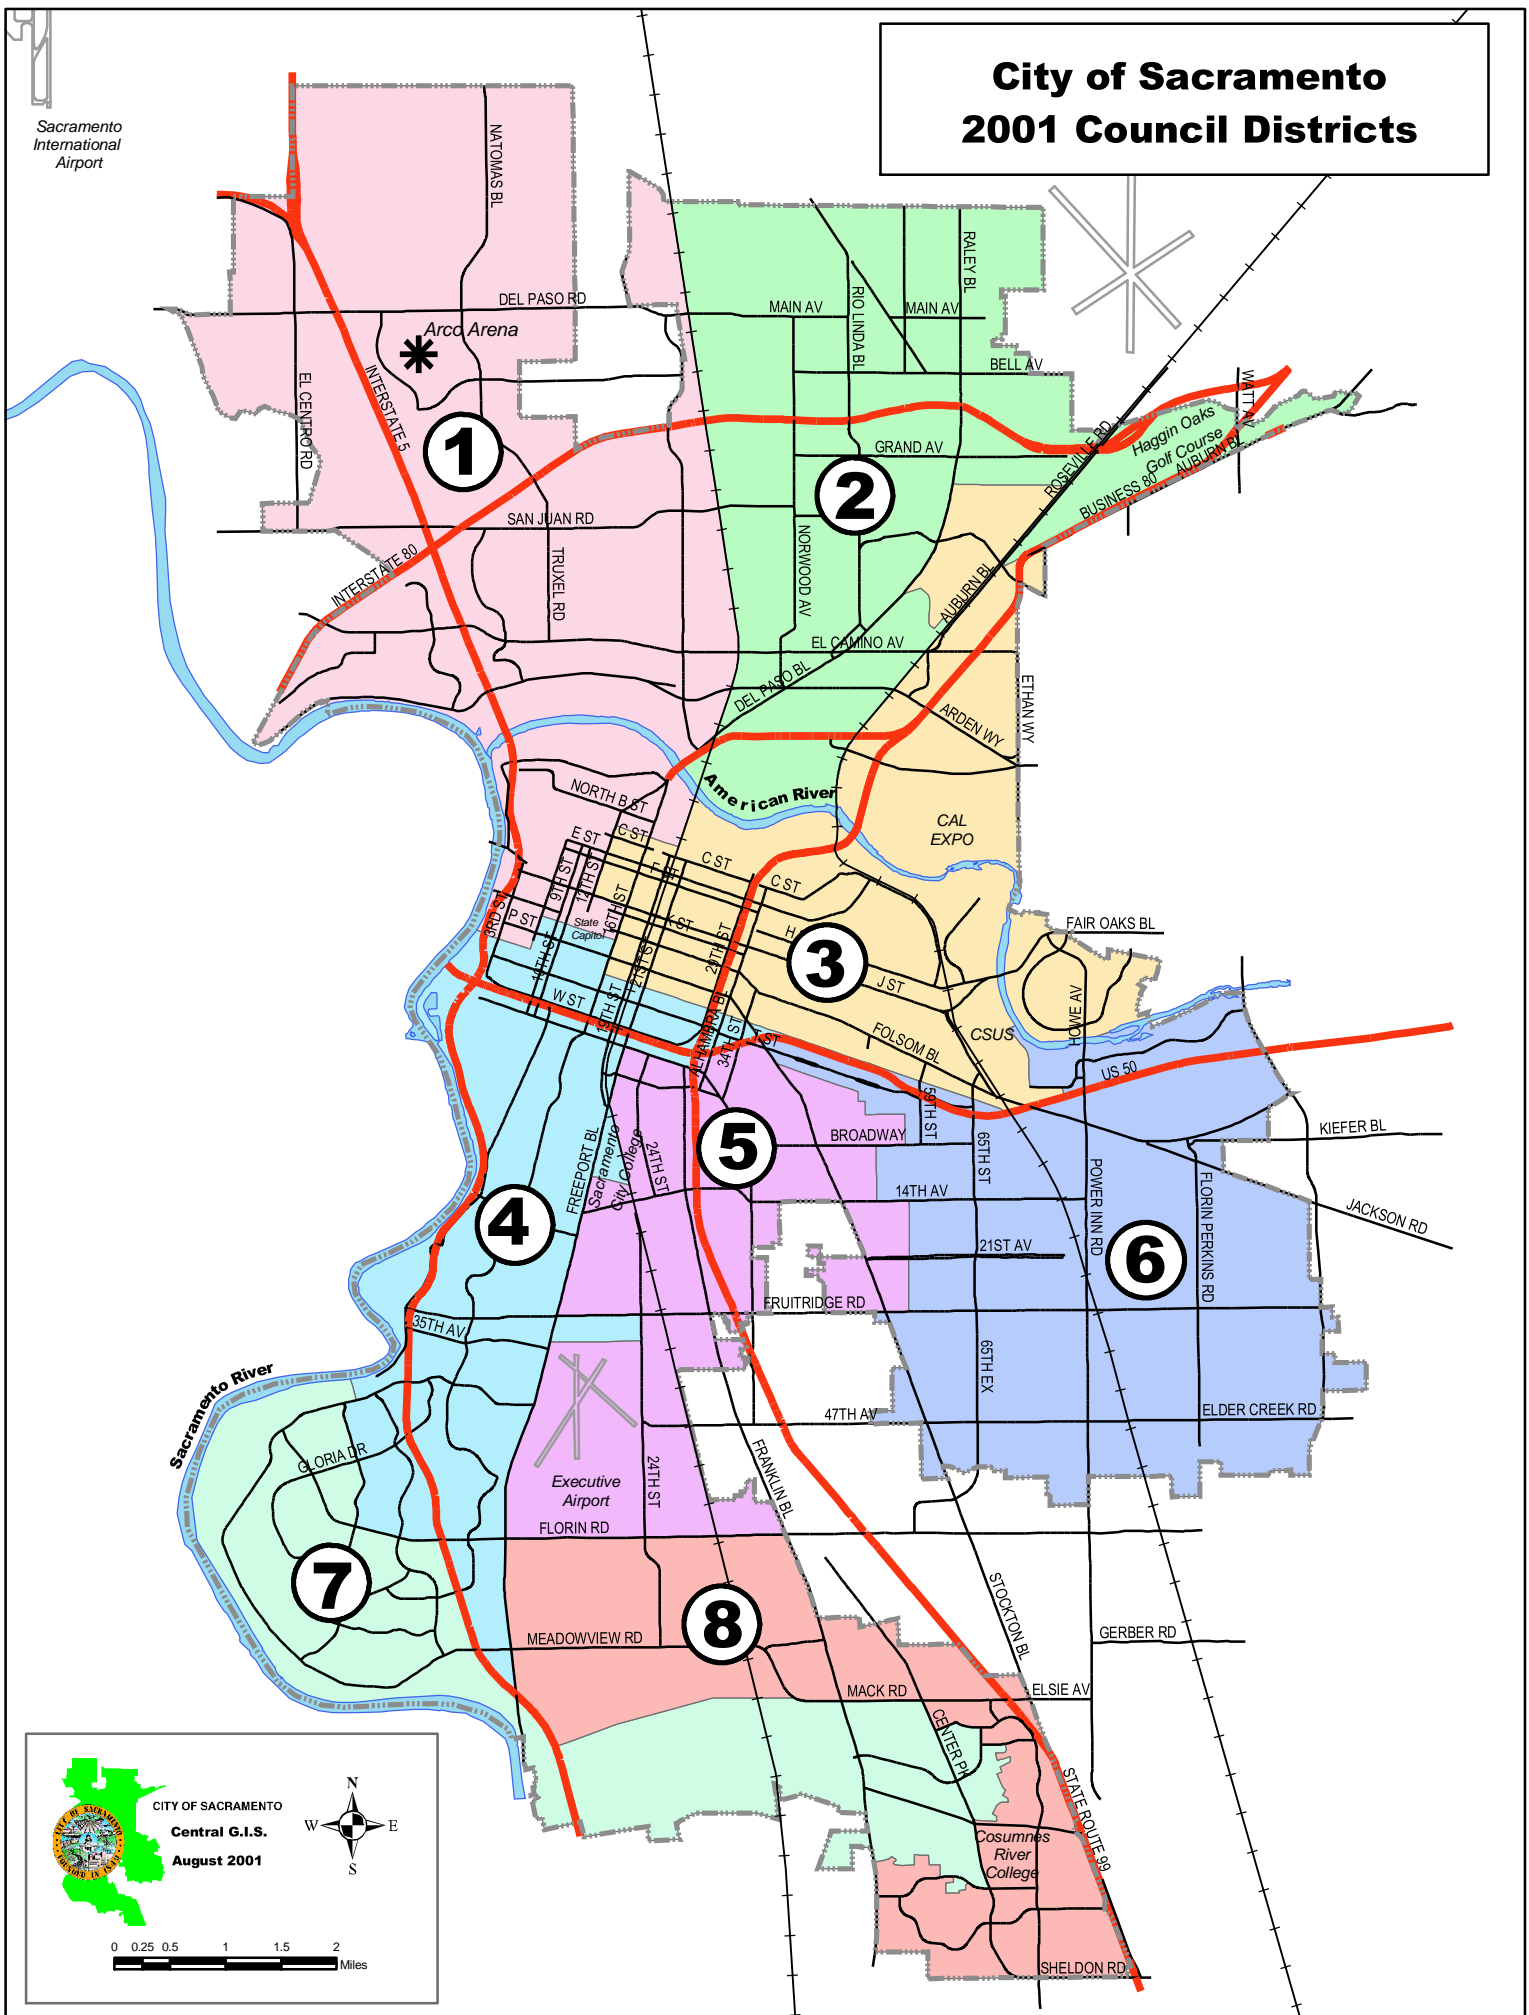 City of Sacramento
2001 Council Districts
Sacramento
International
Airport
NATOMAS BL
RALEY BL
DEL PASO RD
MAIN AV
RIO LINDA BL
MAIN AV
Arco Arena
BELL AV
INTERSTATE 5
EL CENTRO RD
WATT AV
Haggin Oaks
Golf Course
AUBURN BL
1
GRAND AV
ROSEVILLE RD
2
BUSINESS 80
SAN JUAN RD
INTERSTATE 80
TRUXEL RD
NORWOOD AV
AUBURN BL
EL CAMINO AV
DEL PASO BL
ETHAN WY
ARDEN WY
American River
NORTH B ST
CAL
EXPO
E ST
C ST
C ST
C ST
9TH ST
12TH ST
16TH ST
3RD ST
P ST
State
Capitol
K ST
H
29TH ST
3
FAIR OAKS BL
21ST ST
J ST
W ST
19TH ST
ALHAMBRA BL
34TH ST
FOLSOM BL
CSUS
HOWE AV
US 50
59TH ST
BROADWAY
65TH ST
KIEFER BL
5
FREEPORT BL
Sacramento
City College
24TH ST
14TH AV
POWER INN RD
FLORIN PERKINS RD
JACKSON RD
4
21ST AV
6
FRUITRIDGE RD
35TH AV
65TH EX
Sacramento River
47TH AV
ELDER CREEK RD
GLORIA DR
FRANKLIN BL
Executive
Airport
24TH ST
FLORIN RD
7
STOCKTON BL
8
MEADOWVIEW RD
GERBER RD
MACK RD
ELSIE AV
CENTER PK
STATE ROUTE 99
Cosumnes
River
College
SHELDON RD
CITY OF SACRAMENTO
Central G.I.S.
August 2001
CITY OF SACRAMENTO
N
W
E
S
0 0.25 0.5 1 1.5 2
Miles